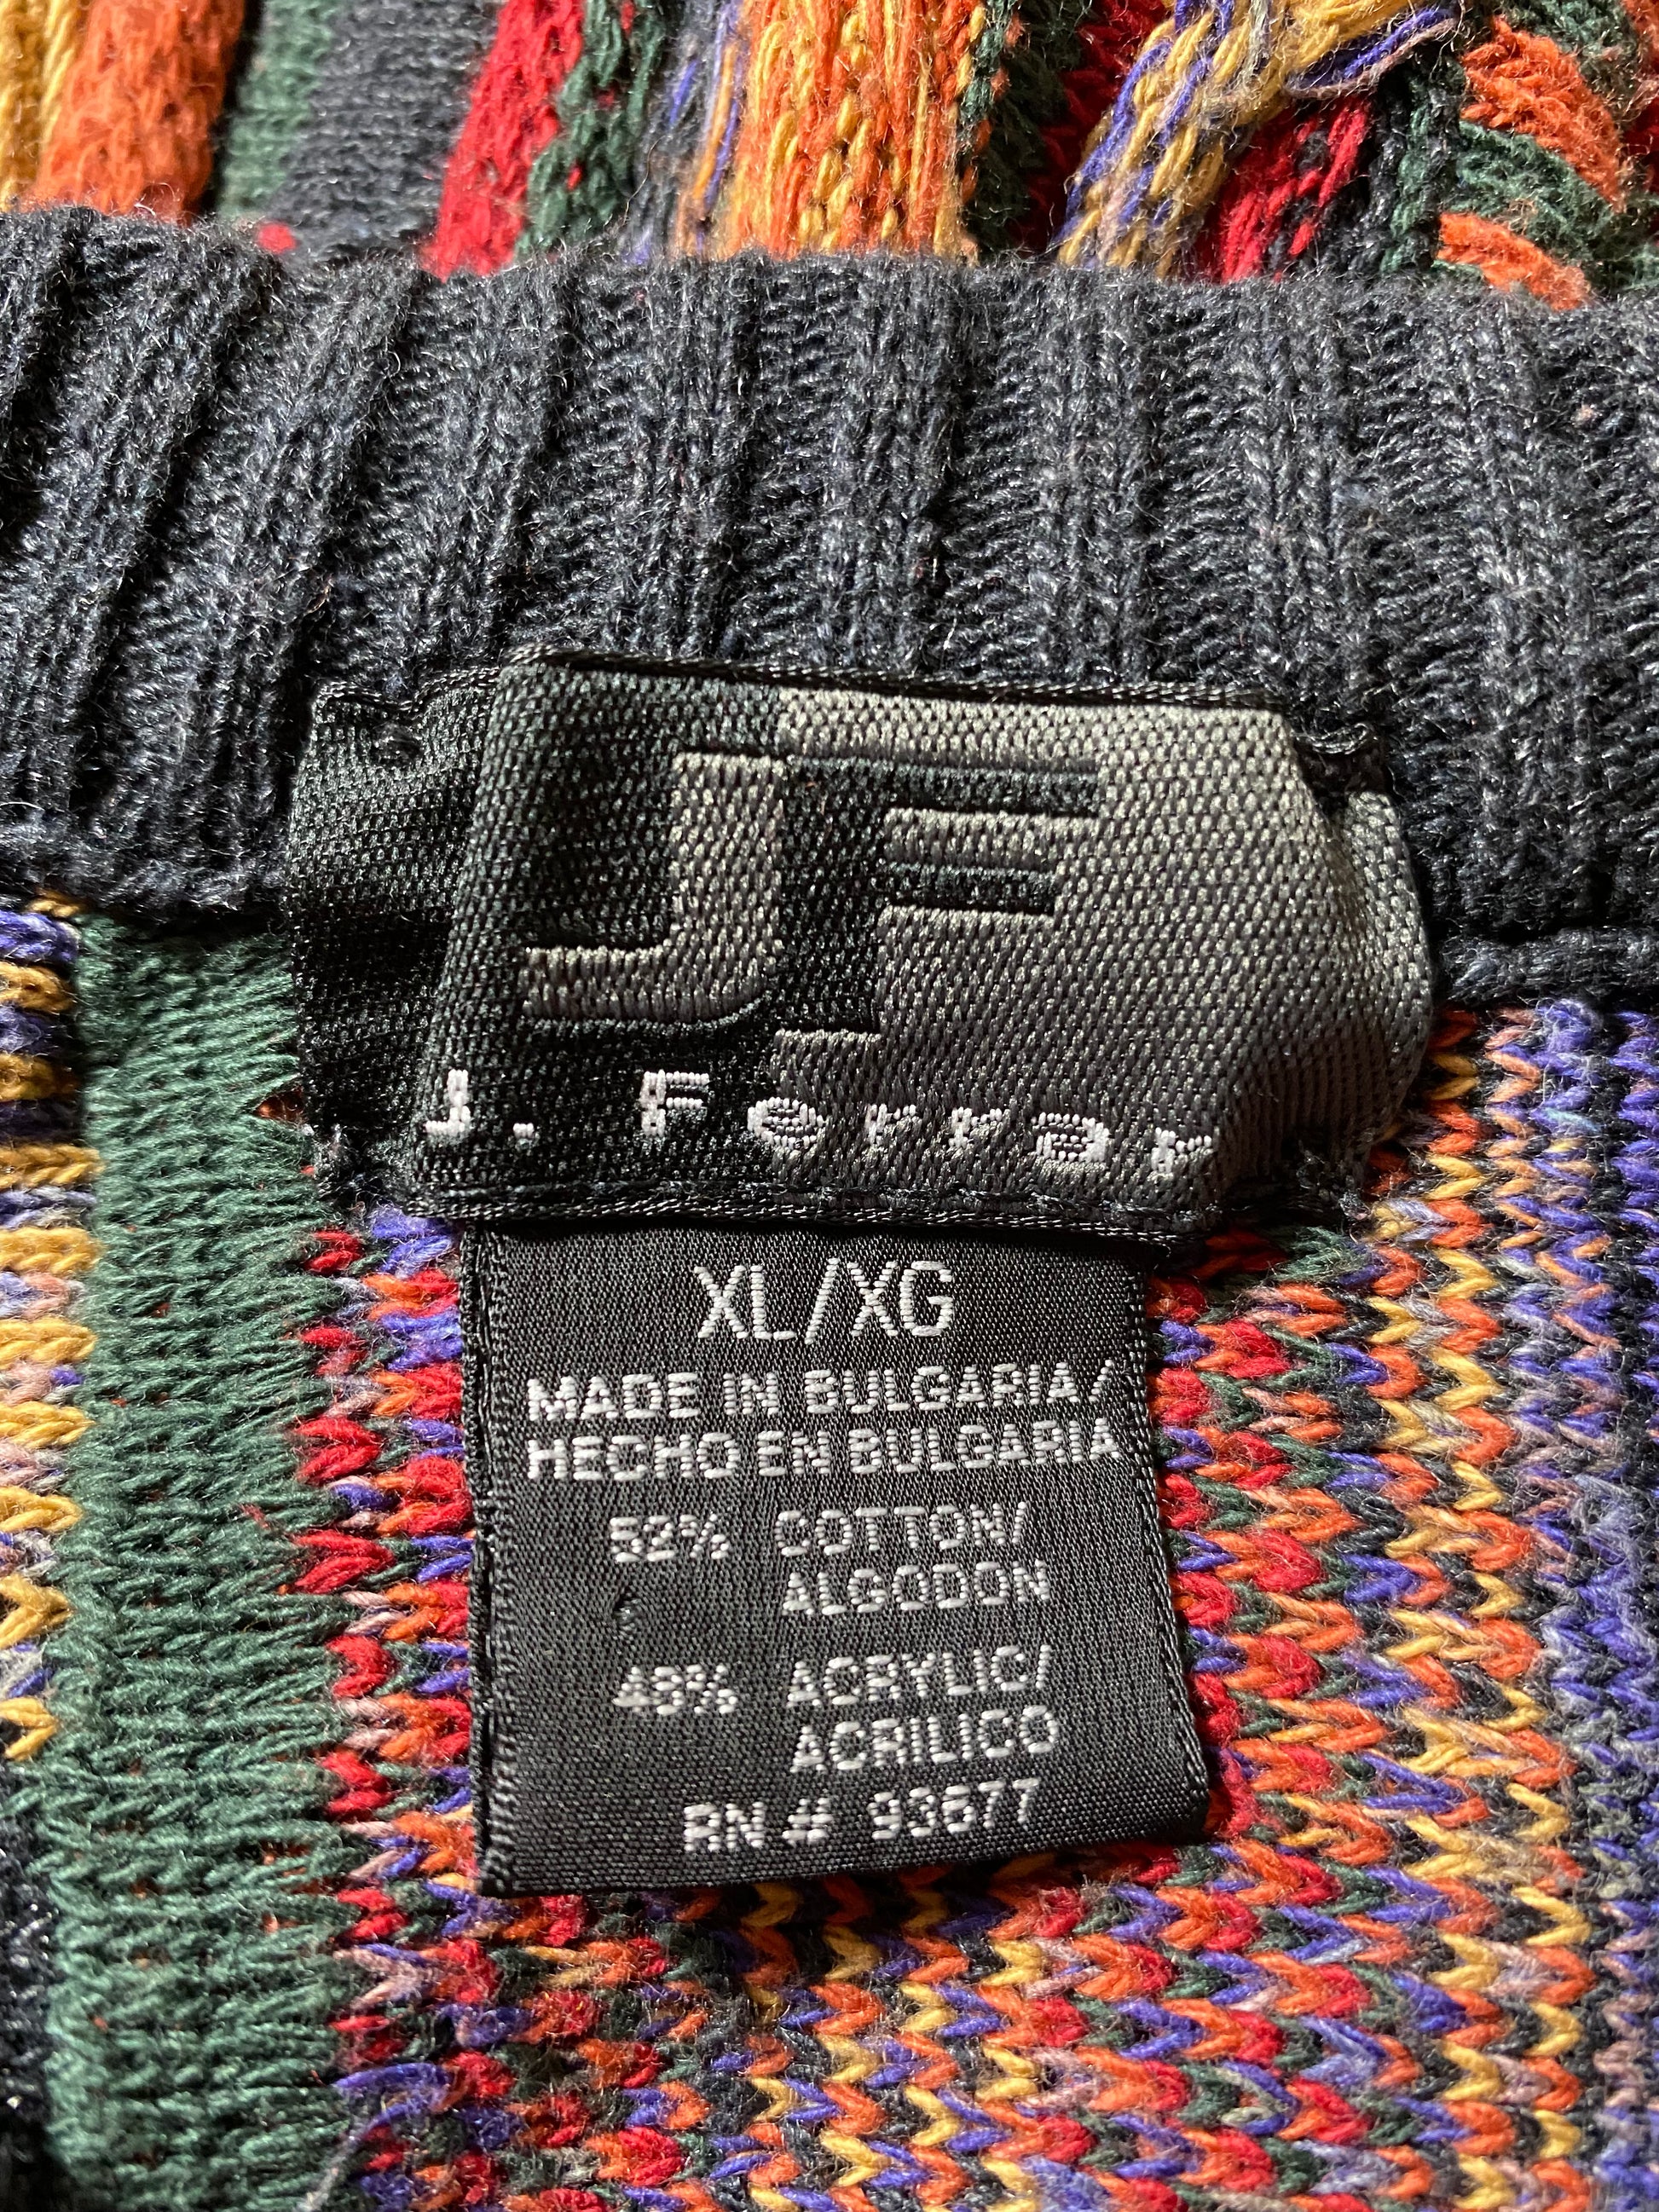 JF
J. Ferrar
XL/XG
MADE IN BULGARIA/
HECHO EN BULGARIA
52% COTTON/
ALGODON
48% ACRYLIC/
ACRILICO
RN # 93677